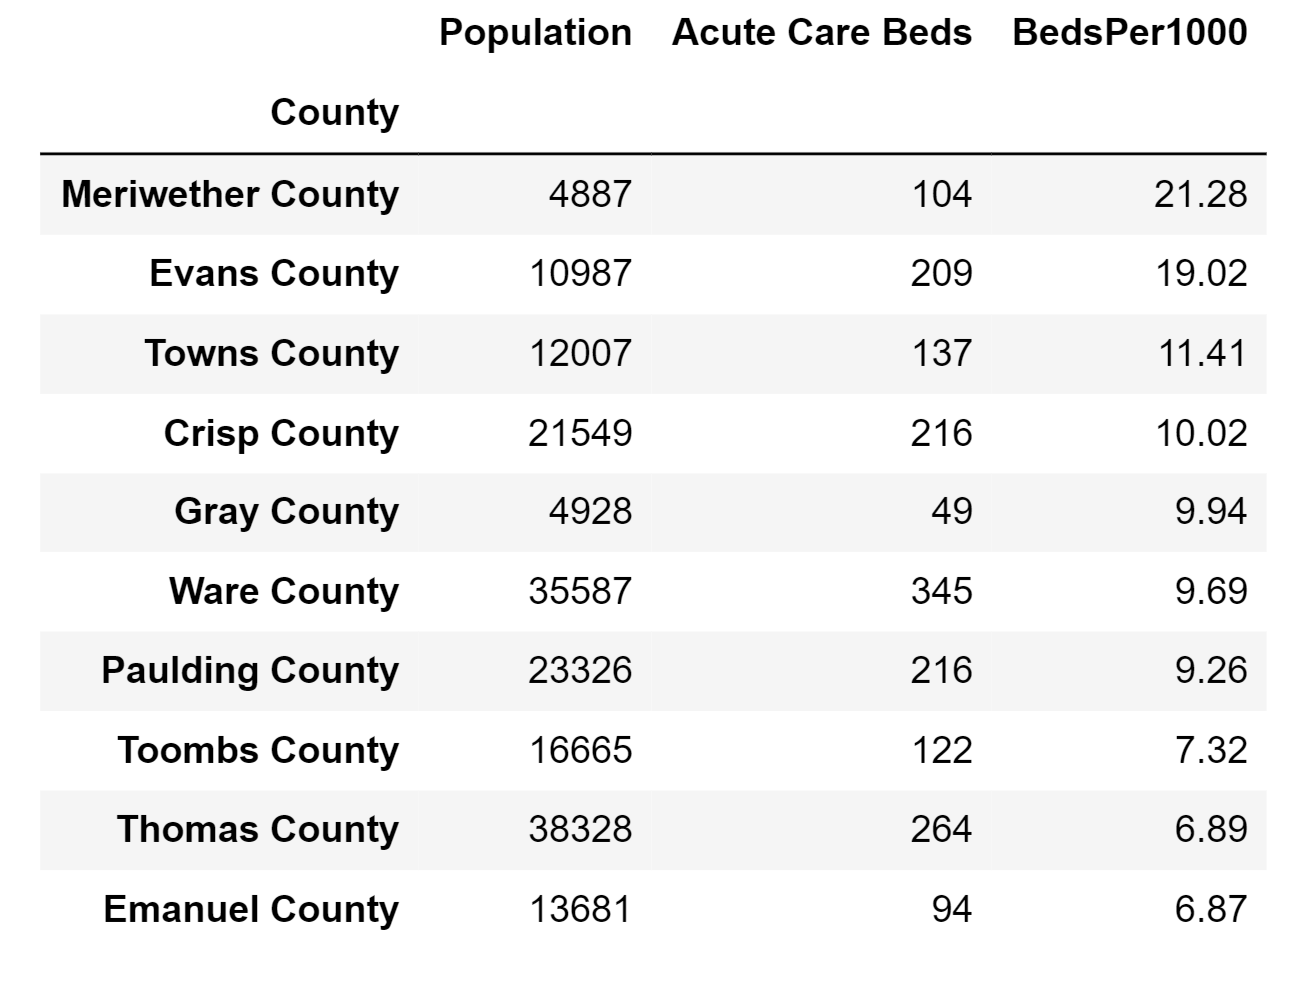 Population Acute Care Beds BedsPer1000
County
Meriwether County 4887 104 21.28
Evans County 10987 209 19.02
Towns County 12007 137 11.41
Crisp County 21549 216 10.02
Gray County 4928 49 9.94
Ware County 35587 345 9.69
Paulding County 23326 216 9.26
Toombs County 16665 122 7.32
Thomas County 38328 264 6.89
Emanuel County 13681 94 6.87